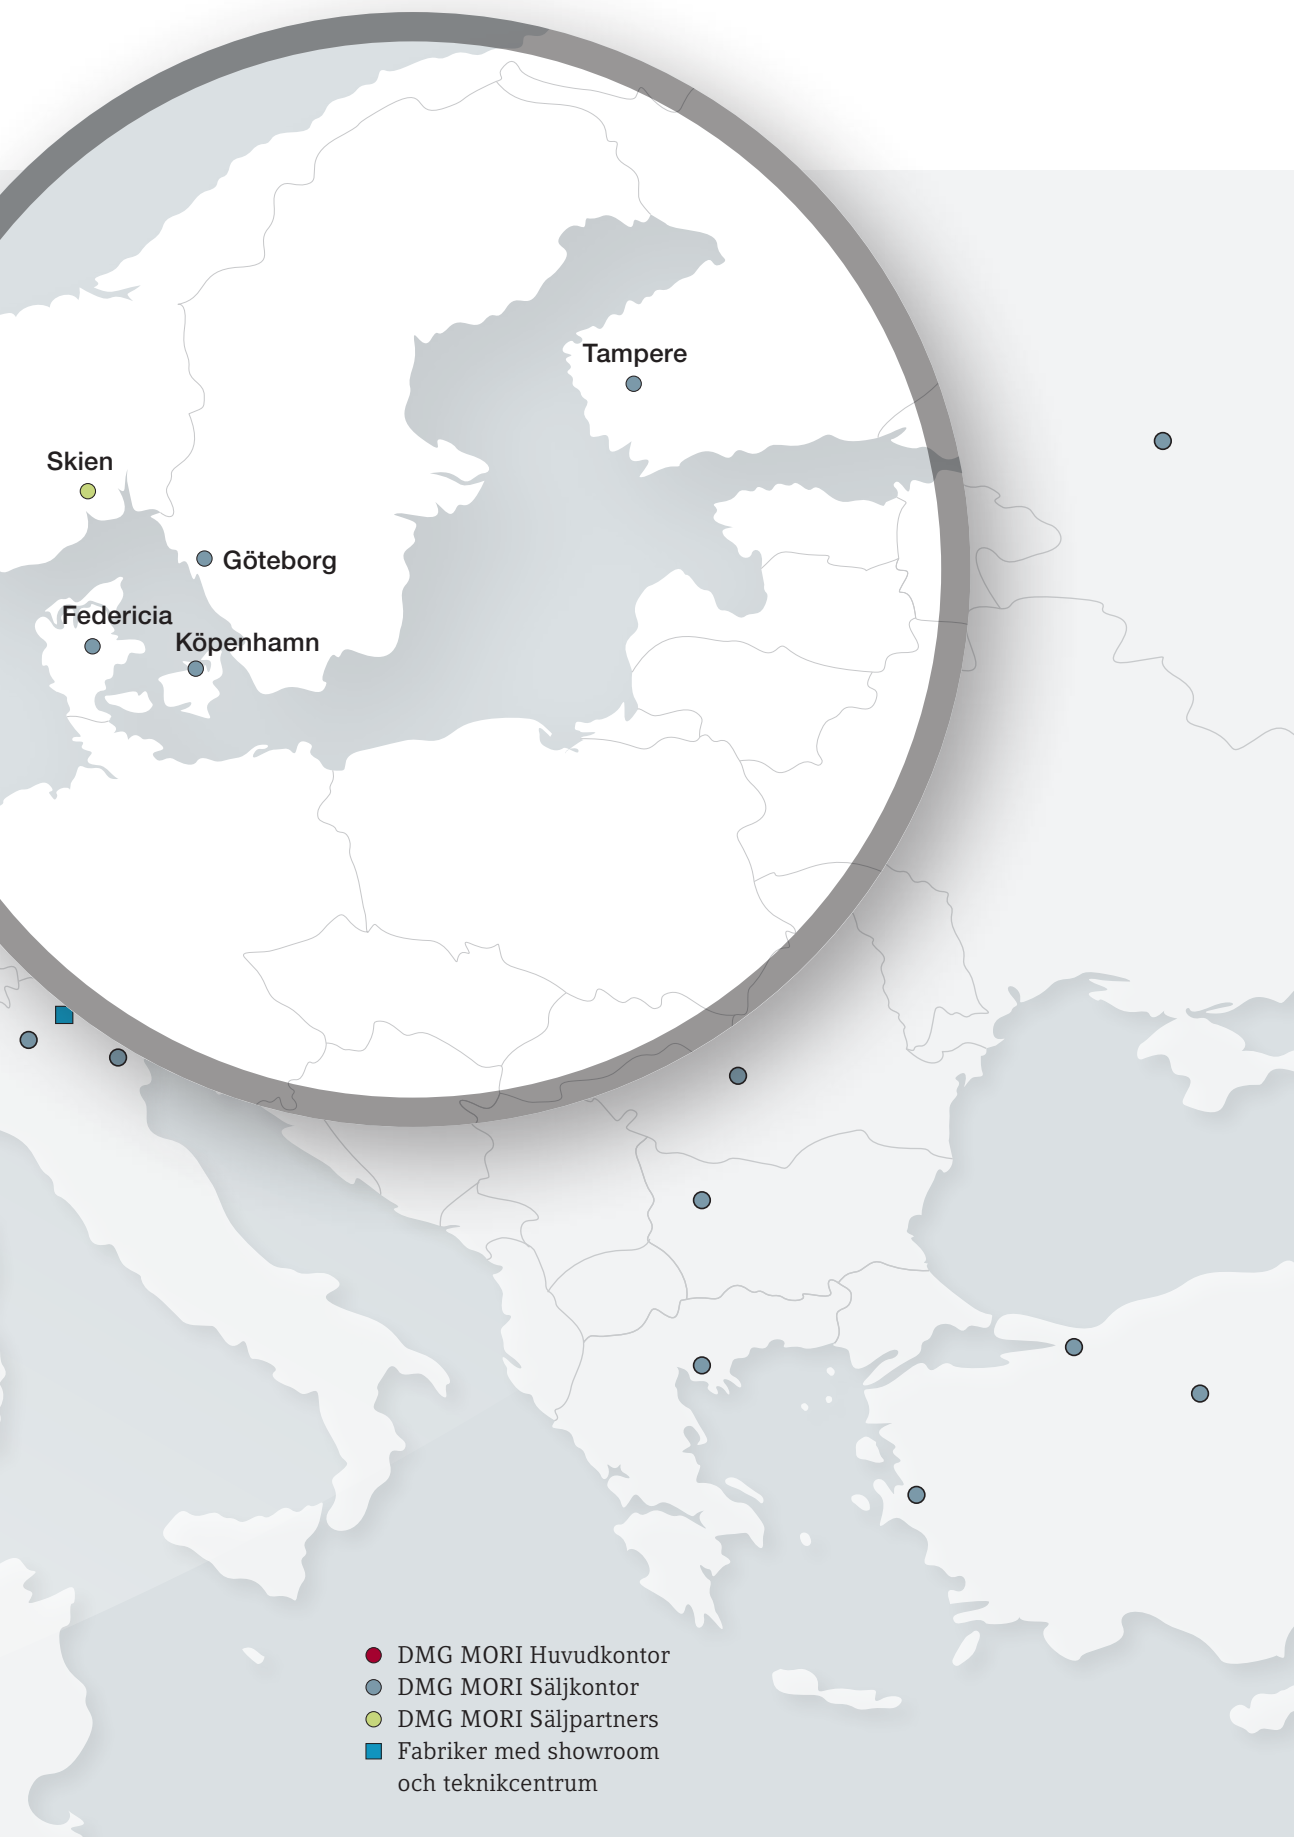 Tampere
Skien
Göteborg
Federicia
Köpenhamn
DMG MORI Huvudkontor
DMG MORI Säljkontor
DMG MORI Säljpartners
Fabriker med showroom
och teknikcentrum